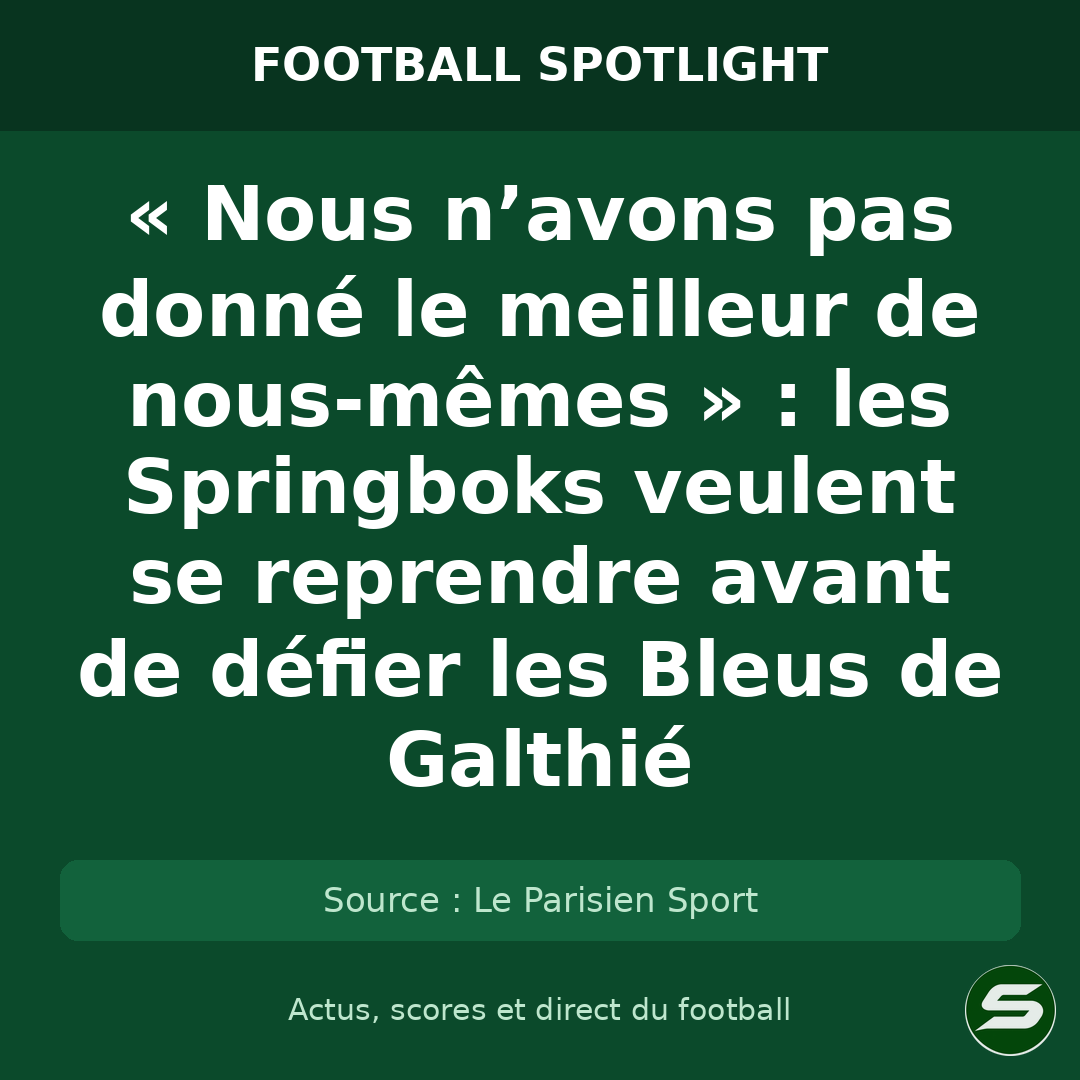 FOOTBALL SPOTLIGHT
« Nous n’avons pas
donné le meilleur de
nous-mêmes » : les
Springboks veulent
se reprendre avant
de défier les Bleus de
Galthié
Source : Le Parisien Sport
Actus, scores et direct du football
S